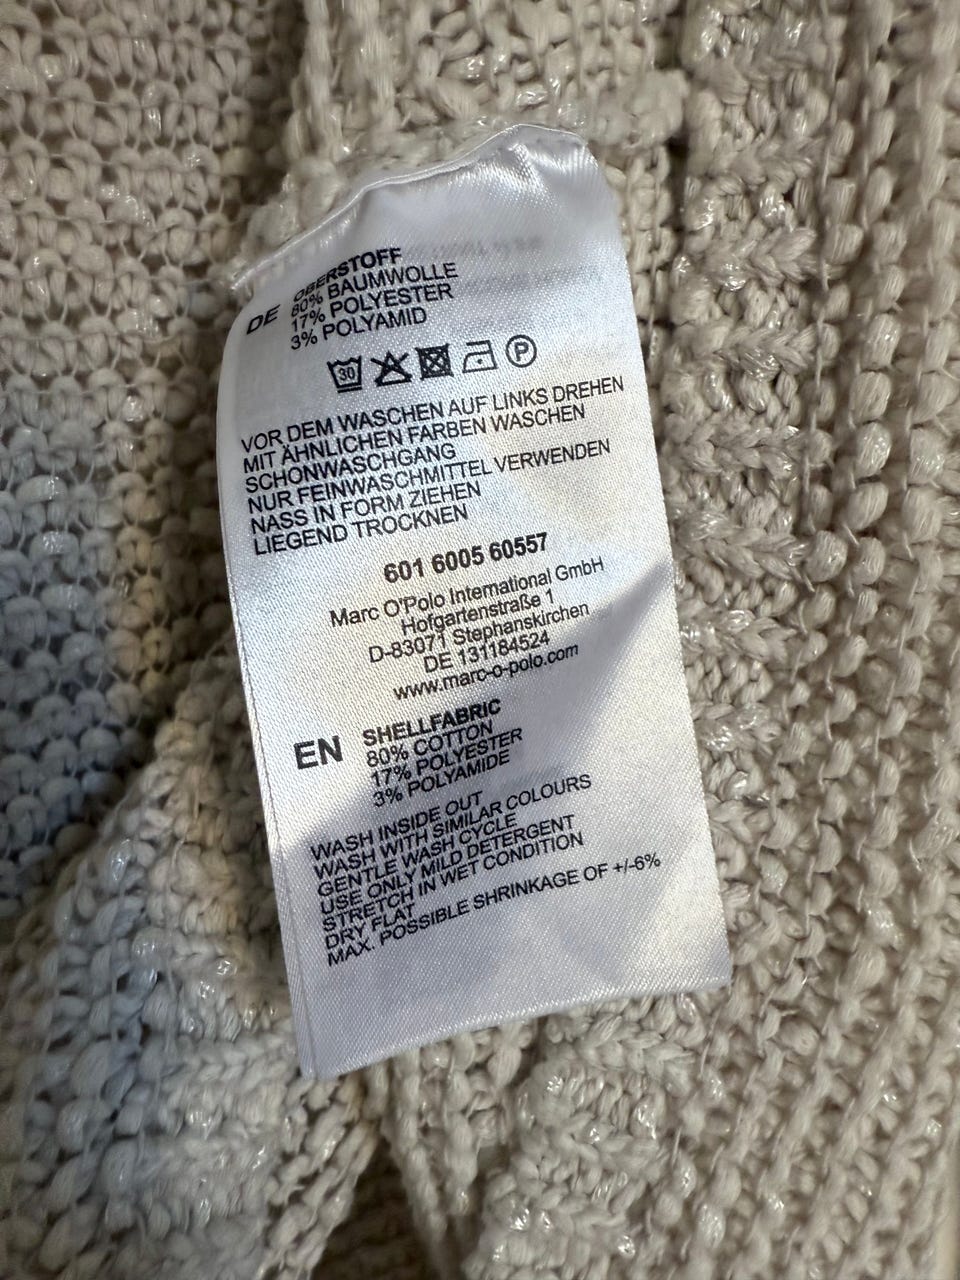 DE
OBERSTOFF
80% BAUMWOLLE
17% POLYESTER
3% POLYAMID
30
P
VOR DEM WASCHEN AUF LINKS DREHEN
MIT ÄHNLICHEN FARBEN WASCHEN
SCHONWASCHGANG
NUR FEINWASCHMITTEL VERWENDEN
NASS IN FORM ZIEHEN
LIEGEND TROCKNEN
601 6005 60557
Marc O'Polo International GmbH
Hofgartenstraße 1
D-83071 Stephanskirchen
DE 131184524
www.marc-o-polo.com
EN
SHELLFABRIC
80% COTTON
17% POLYESTER
3% POLYAMIDE
WASH INSIDE OUT
WASH WITH SIMILAR COLOURS
GENTLE WASH CYCLE
USE ONLY MILD DETERGENT
STRETCH IN WET CONDITION
DRY FLAT
MAX. POSSIBLE SHRINKAGE OF +/-6%